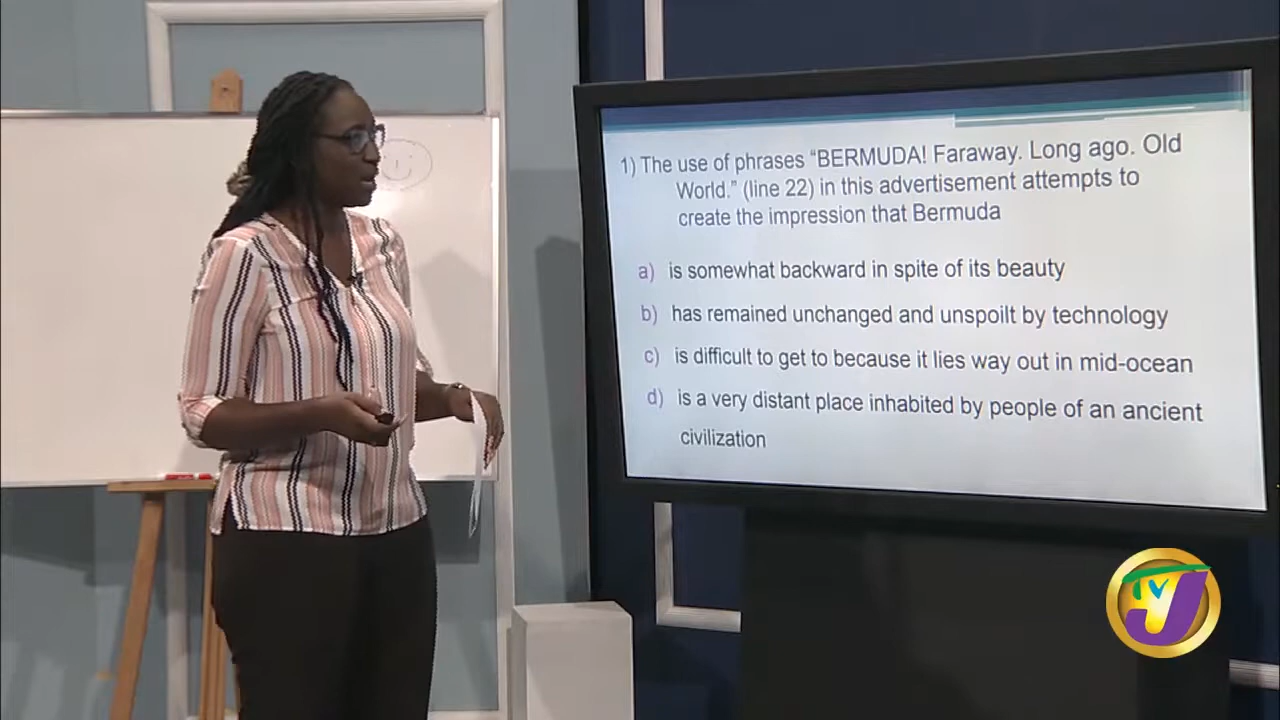 1) The use of phrases “BERMUDA! Faraway. Long ago. Old
World.” (line 22) in this advertisement attempts to
create the impression that Bermuda
a) is somewhat backward in spite of its beauty
b) has remained unchanged and unspoilt by technology
c) is difficult to get to because it lies way out in mid-ocean
d) is a very distant place inhabited by people of an ancient
civilization
TVJ